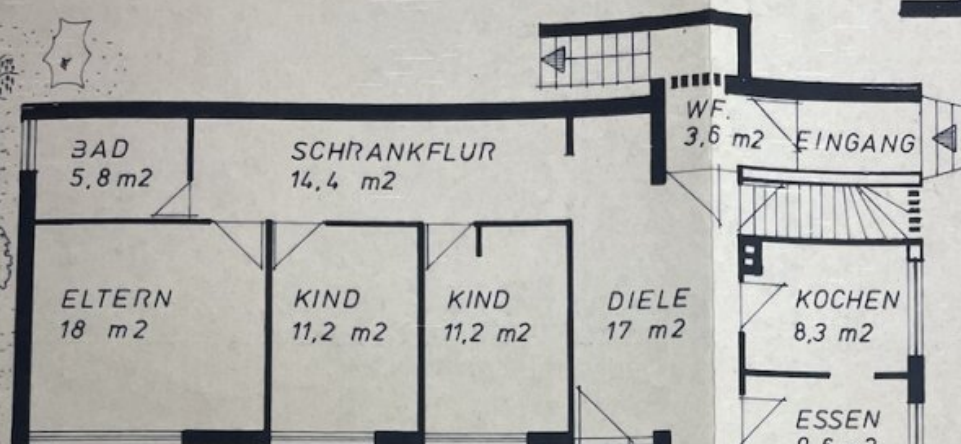 WF.
3,6 m2
EINGANG
BAD
5,8 m2
SCHRANKFLUR
14,4 m2
ELTERN
18 m2
KIND
11,2 m2
KIND
11,2 m2
DIELE
17 m2
KOCHEN
8,3 m2
ESSEN